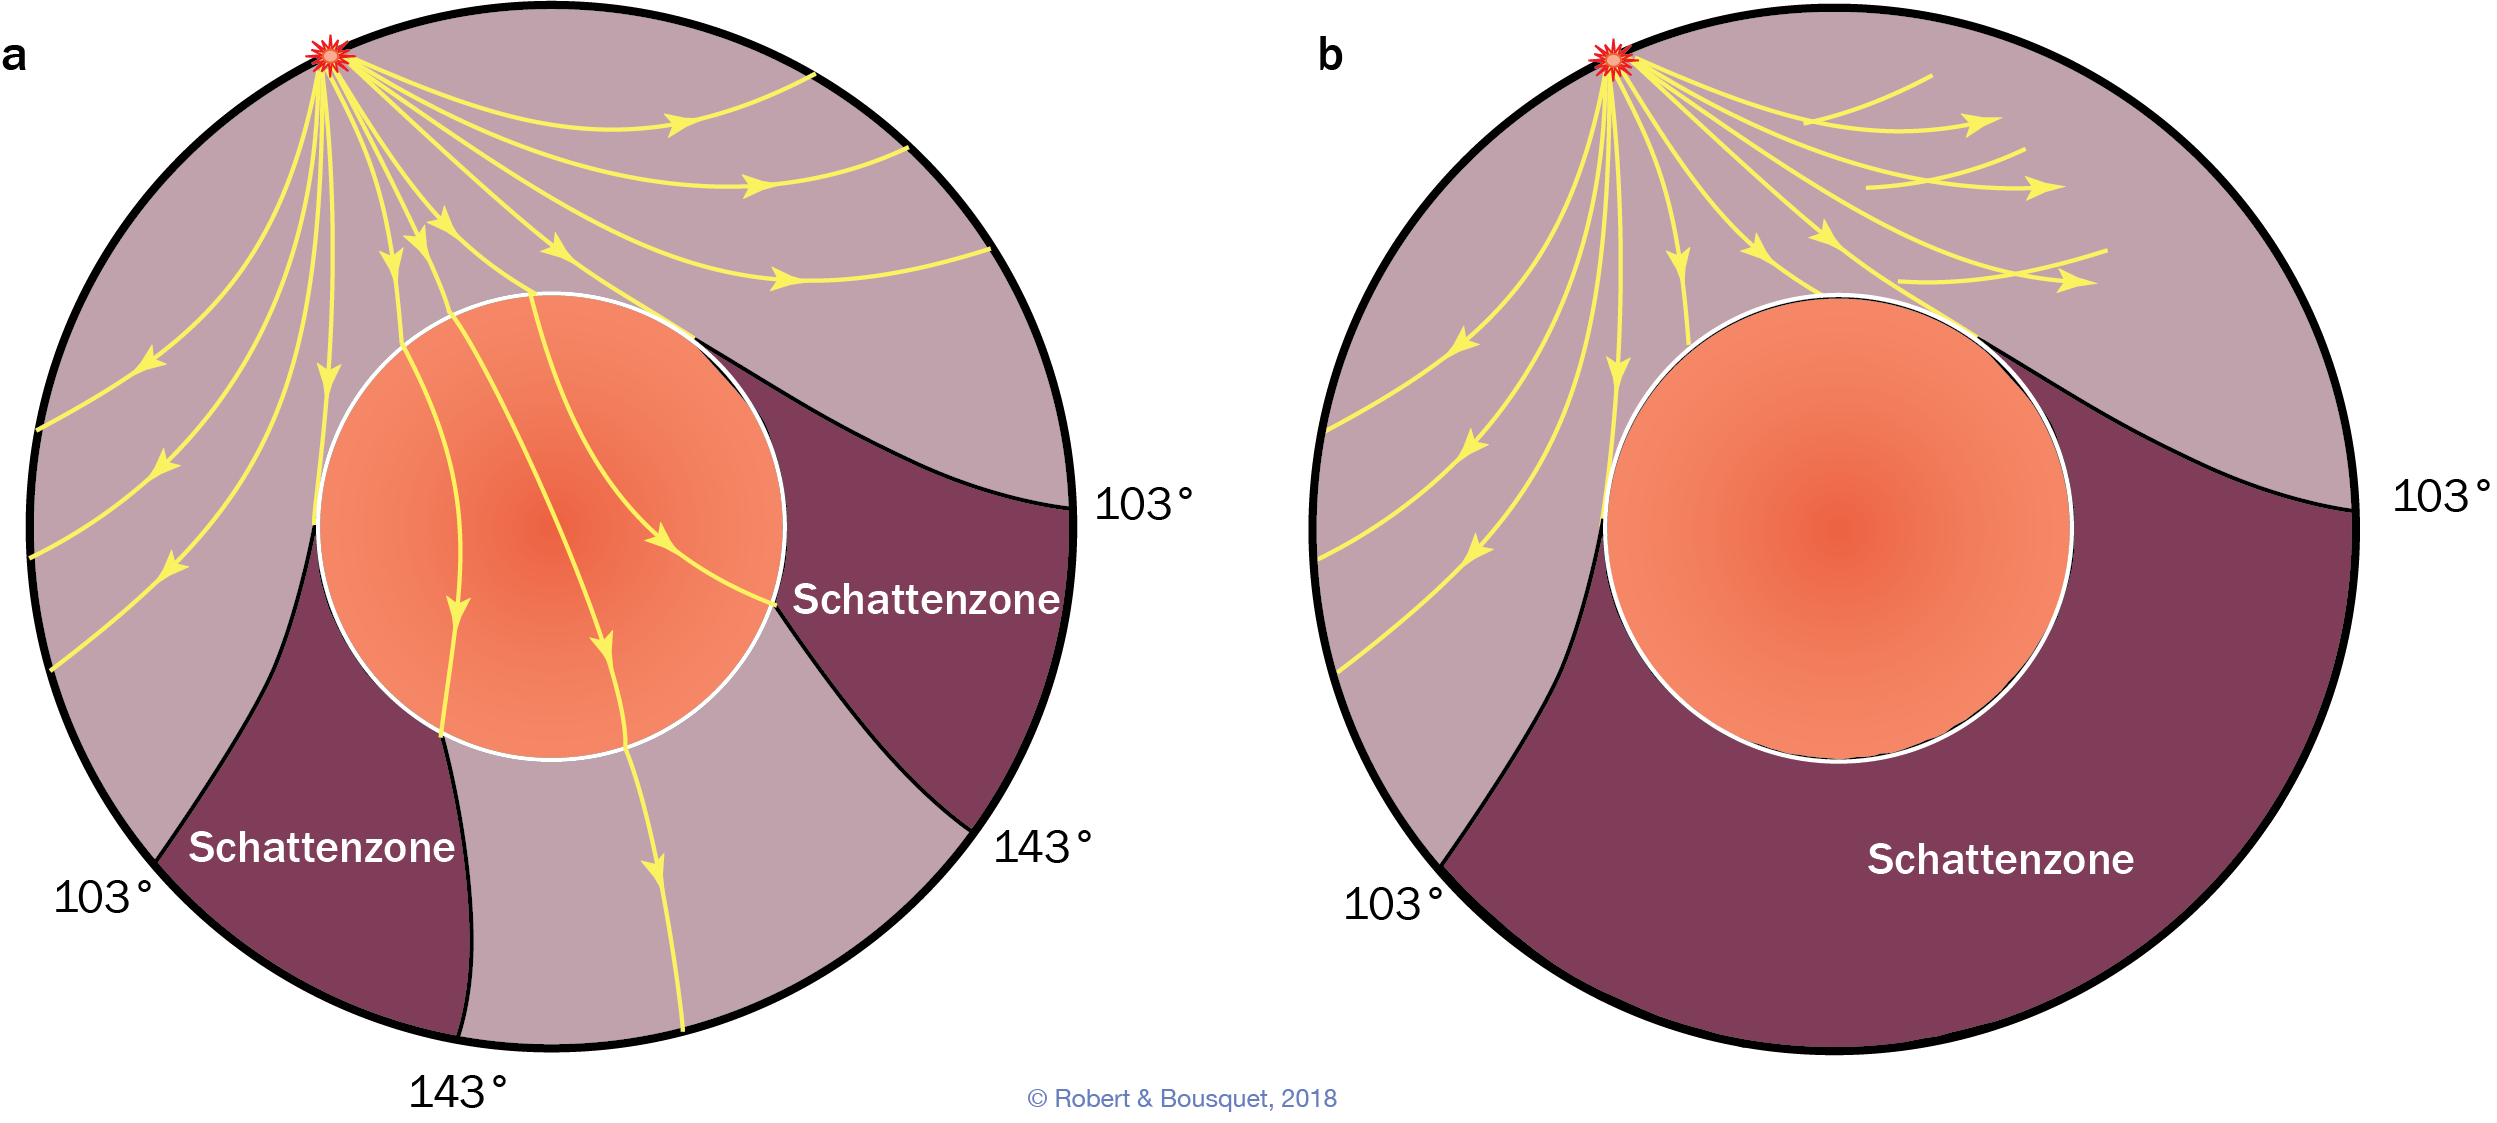 a
b
103°
103°
Schattenzone
143°
Schattenzone
Schattenzone
103°
103°
143°
© Robert & Bousquet, 2018